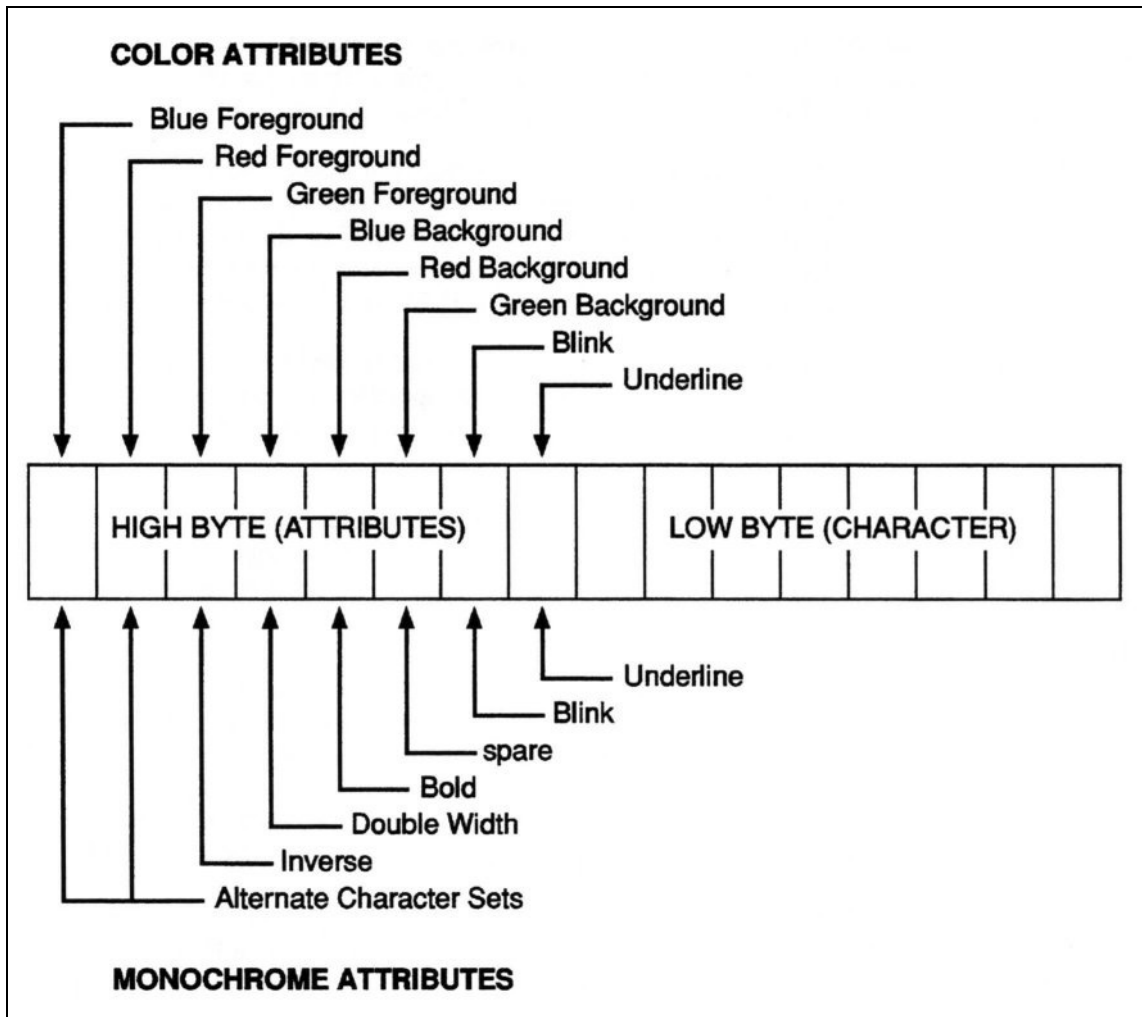 COLOR ATTRIBUTES
Blue Foreground
Red Foreground
Green Foreground
Blue Background
Red Background
Green Background
Blink
Underline
HIGH BYTE (ATTRIBUTES)
LOW BYTE (CHARACTER)
Underline
Blink
spare
Bold
Double Width
Inverse
Alternate Character Sets
MONOCHROME ATTRIBUTES